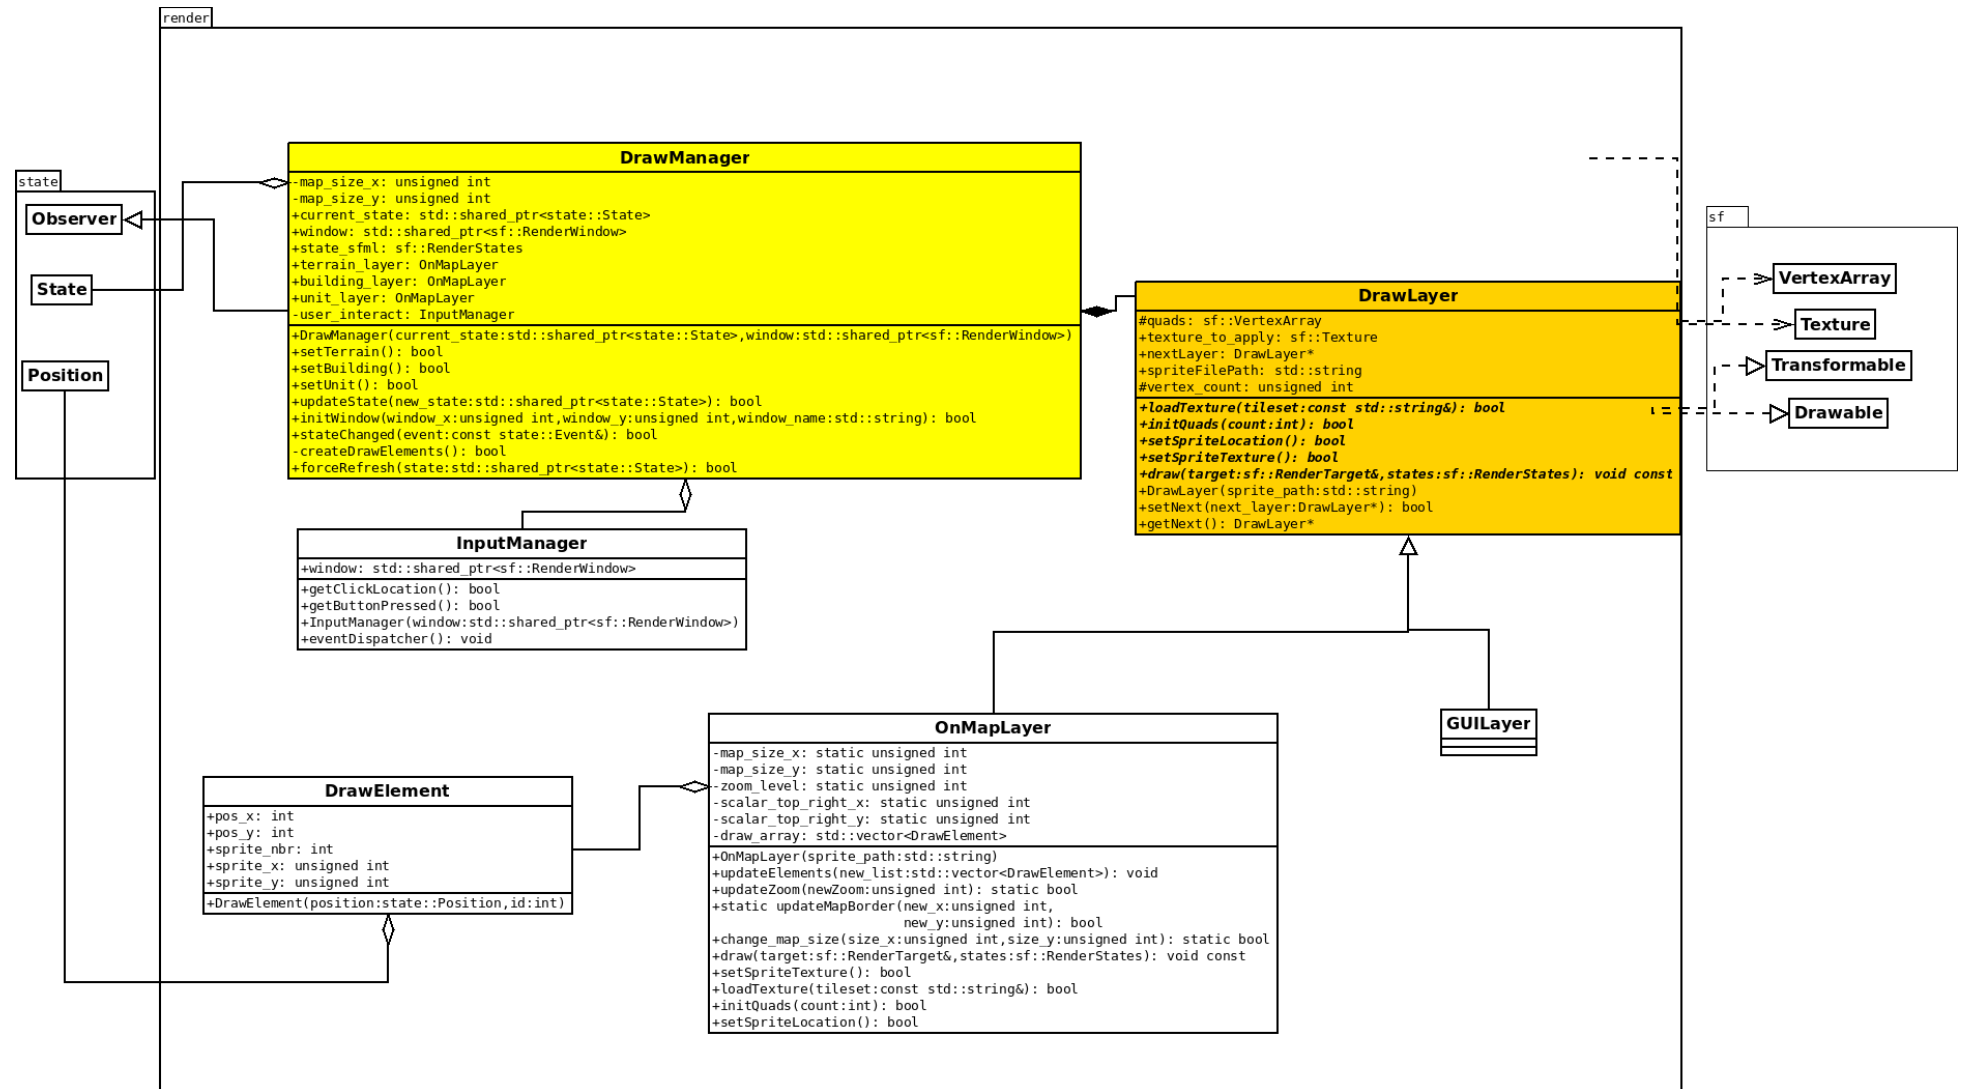 render
state
Observer
State
Position
DrawManager
-map_size_x: unsigned int
-map_size_y: unsigned int
+current_state: std::shared_ptr<state::State>
+window: std::shared_ptr<sf::RenderWindow>
+state_sfml: sf::RenderStates
+terrain_layer: OnMapLayer
+building_layer: OnMapLayer
+unit_layer: OnMapLayer
-user_interact: InputManager
+DrawManager(current_state:std::shared_ptr<state::State>,window:std::shared_ptr<sf::RenderWindow>)
+setTerrain(): bool
+setBuilding(): bool
+setUnit(): bool
+updateState(new_state:std::shared_ptr<state::State>): bool
+initWindow(window_x:unsigned int,window_y:unsigned int,window_name:std::string): bool
+stateChanged(event:const state::Event&): bool
-createDrawElements(): bool
+forceRefresh(state:std::shared_ptr<state::State>): bool
DrawLayer
#quads: sf::VertexArray
+texture_to_apply: sf::Texture
+nextLayer: DrawLayer*
+spriteFilePath: std::string
#vertex_count: unsigned int
+loadTexture(tileset:const std::string&): bool
+initQuads(count:int): bool
+setSpriteLocation(): bool
+setSpriteTexture(): bool
+draw(target:sf::RenderTarget&,states:sf::RenderStates): void const
+DrawLayer(sprite_path:std::string)
+setNext(next_layer:DrawLayer*): bool
+getNext(): DrawLayer*
sf
VertexArray
Texture
Transformable
Drawable
InputManager
+window: std::shared_ptr<sf::RenderWindow>
+getClickLocation(): bool
+getButtonPressed(): bool
+InputManager(window:std::shared_ptr<sf::RenderWindow>)
+eventDispatcher(): void
DrawElement
+pos_x: int
+pos_y: int
+sprite_nbr: int
+sprite_x: unsigned int
+sprite_y: unsigned int
+DrawElement(position:state::Position,id:int)
OnMapLayer
-map_size_x: static unsigned int
-map_size_y: static unsigned int
-zoom_level: static unsigned int
-scalar_top_right_x: static unsigned int
-scalar_top_right_y: static unsigned int
-draw_array: std::vector<DrawElement>
+OnMapLayer(sprite_path:std::string)
+updateElements(new_list:std::vector<DrawElement>): void
+updateZoom(newZoom:unsigned int): static bool
+static updateMapBorder(new_x:unsigned int,
new_y:unsigned int): bool
+change_map_size(size_x:unsigned int,size_y:unsigned int): static bool
+draw(target:sf::RenderTarget&,states:sf::RenderStates): void const
+setSpriteTexture(): bool
+loadTexture(tileset:const std::string&): bool
+initQuads(count:int): bool
+setSpriteLocation(): bool
GUILayer